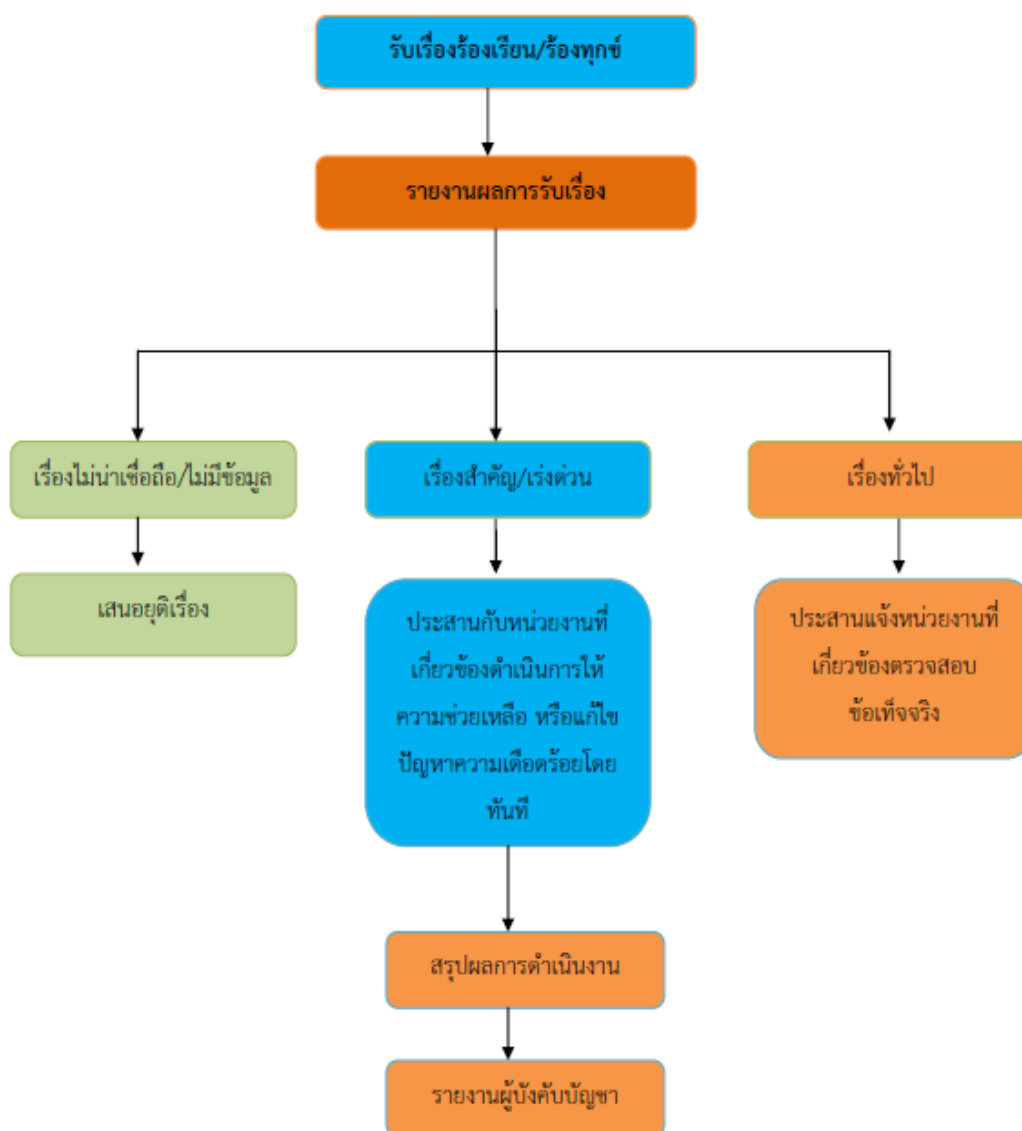 รับเรื่องร้องเรียน/ร้องทุกข์
รายงานผลการรับเรื่อง
เรื่องไม่น่าเชื่อถือ/ไม่มีข้อมูล
เรื่องสำคัญ/เร่งด่วน
เรื่องทั่วไป
เสนอยุติเรื่อง
ประสานกับหน่วยงานที่
เกี่ยวข้องดำเนินการให้
ความช่วยเหลือ หรือแก้ไข
ปัญหาความเดือดร้อยโดย
ทันที
ประสานแจ้งหน่วยงานที่
เกี่ยวข้องตรวจสอบ
ข้อเท็จจริง
สรุปผลการดำเนินงาน
รายงานผู้บังคับบัญชา